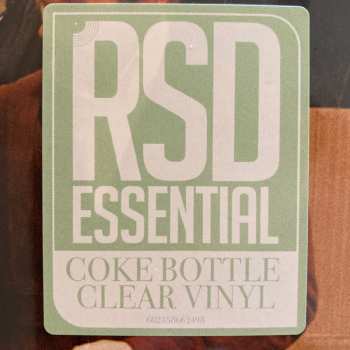 RSD
ESSENTIAL
COKE BOTTLE
CLEAR VINYL